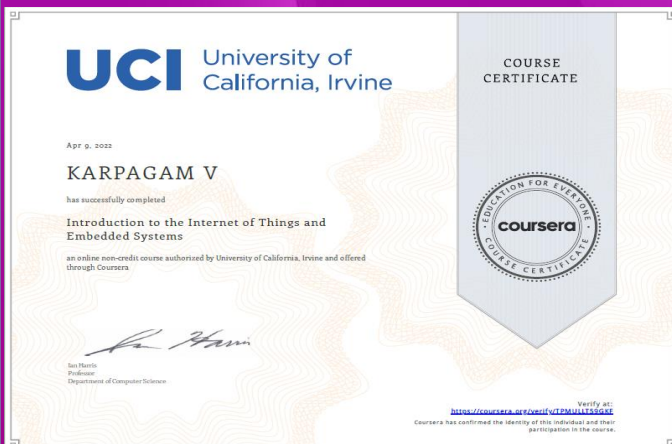 UCI University of
California, Irvine
COURSE
CERTIFICATE
Apr 9, 2022
KARPAGAM V
has successfully completed
Introduction to the Internet of Things and
Embedded Systems
an online non-credit course authorized by University of California, Irvine and offered
through Coursera
EDUCATION FOR EVERYONE
coursera
COURSE CERTIFICATE
Ian Harris
Ian Harris
Professor
Department of Computer Science
Verify at:
https://coursera.org/verify/TPMULLTS9GKF
Coursera has confirmed the identity of this individual and their
participation in the course.